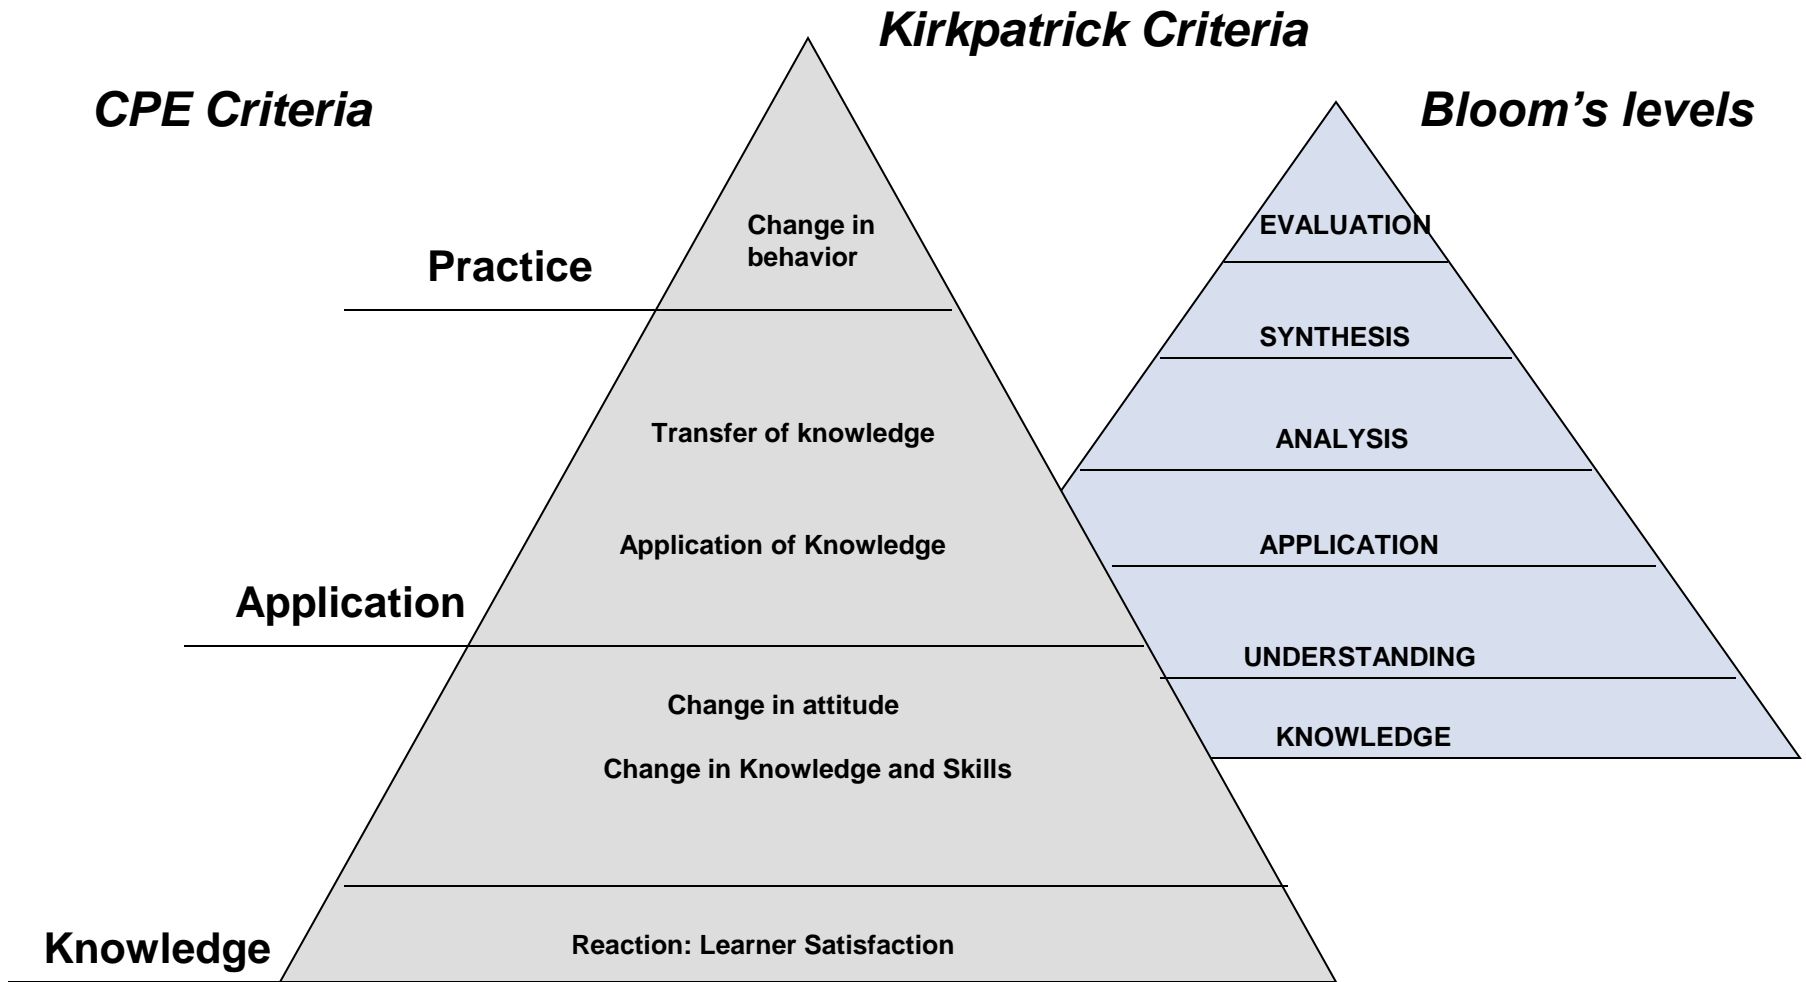 Kirkpatrick Criteria
CPE Criteria
Bloom’s levels
Change in
behavior
Practice
Transfer of knowledge
Application of Knowledge
Application
Change in attitude
Change in Knowledge and Skills
Knowledge
Reaction: Learner Satisfaction
EVALUATION
SYNTHESIS
ANALYSIS
APPLICATION
UNDERSTANDING
KNOWLEDGE